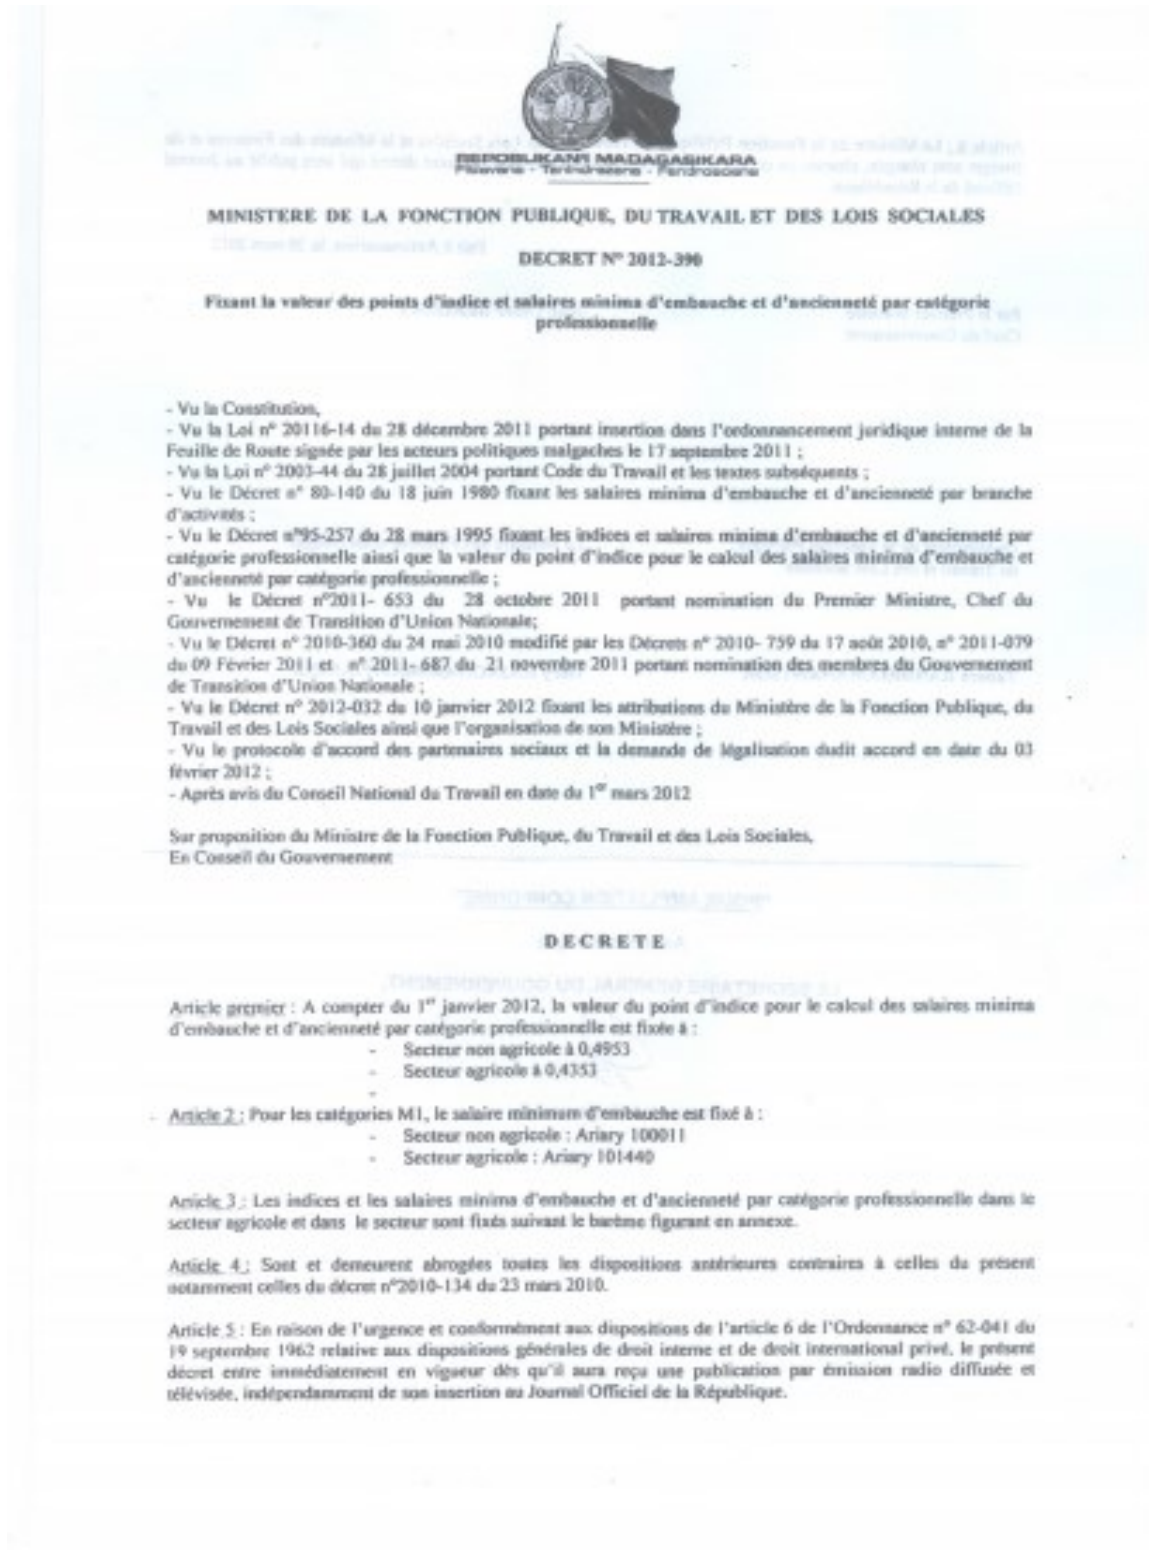 REPOBLIKAN'I MADAGASIKARA
Fitiavana - Tanindrazana - Fandrosoana
MINISTERE DE LA FONCTION PUBLIQUE, DU TRAVAIL ET DES LOIS SOCIALES
DECRET N° 2012-390
Fixant la valeur des points d'indice et salaires minima d'embauche et d'ancienneté par catégorie
professionnelle
- Vu la Constitution,
- Vu la Loi n° 20116-14 du 28 décembre 2011 portant insertion dans l'ordonnancement juridique interne de la
Feuille de Route signée par les acteurs politiques malgaches le 17 septembre 2011 ;
- Vu la Loi n° 2003-44 du 28 juillet 2004 portant Code du Travail et les textes subséquents ;
- Vu le Décret n° 80-140 du 18 juin 1980 fixant les salaires minima d'embauche et d'ancienneté par branche
d'activités ;
- Vu le Décret n°95-257 du 28 mars 1995 fixant les indices et salaires minima d'embauche et d'ancienneté par
catégorie professionnelle ainsi que la valeur du point d'indice pour le calcul des salaires minima d'embauche et
d'ancienneté par catégorie professionnelle ;
- Vu le Décret n°2011- 653 du 28 octobre 2011 portant nomination du Premier Ministre, Chef du
Gouvernement de Transition d'Union Nationale;
- Vu le Décret n° 2010-360 du 24 mai 2010 modifié par les Décrets n° 2010- 759 du 17 août 2010, n° 2011-079
du 09 Février 2011 et n° 2011- 687 du 21 novembre 2011 portant nomination des membres du Gouvernement
de Transition d'Union Nationale ;
- Vu le Décret n° 2012-032 du 10 janvier 2012 fixant les attributions du Ministère de la Fonction Publique, du
Travail et des Lois Sociales ainsi que l'organisation de son Ministère ;
- Vu le protocole d'accord des partenaires sociaux et la demande de légalisation dudit accord en date du 03
février 2012 ;
- Après avis du Conseil National du Travail en date du 1er mars 2012
Sur proposition du Ministre de la Fonction Publique, du Travail et des Lois Sociales,
En Conseil du Gouvernement
D E C R E T E
Article premier : A compter du 1er janvier 2012, la valeur du point d'indice pour le calcul des salaires minima
d'embauche et d'ancienneté par catégorie professionnelle est fixée à :
- Secteur non agricole à 0,4953
- Secteur agricole à 0,4353
-
Article 2 : Pour les catégories M1, le salaire minimum d'embauche est fixé à :
- Secteur non agricole : Ariary 100011
- Secteur agricole : Ariary 101440
Article 3 : Les indices et les salaires minima d'embauche et d'ancienneté par catégorie professionnelle dans le
secteur agricole et dans le secteur sont fixés suivant le barème figurant en annexe.
Article 4 : Sont et demeurent abrogées toutes les dispositions antérieures contraires à celles du présent
notamment celles du décret n°2010-134 du 23 mars 2010.
Article 5 : En raison de l'urgence et conformément aux dispositions de l'article 6 de l'Ordonnance n° 62-041 du
19 septembre 1962 relative aux dispositions générales de droit interne et de droit international privé, le présent
décret entre immédiatement en vigueur dès qu'il aura reçu une publication par émission radio diffusée et
télévisée, indépendamment de son insertion au Journal Officiel de la République.